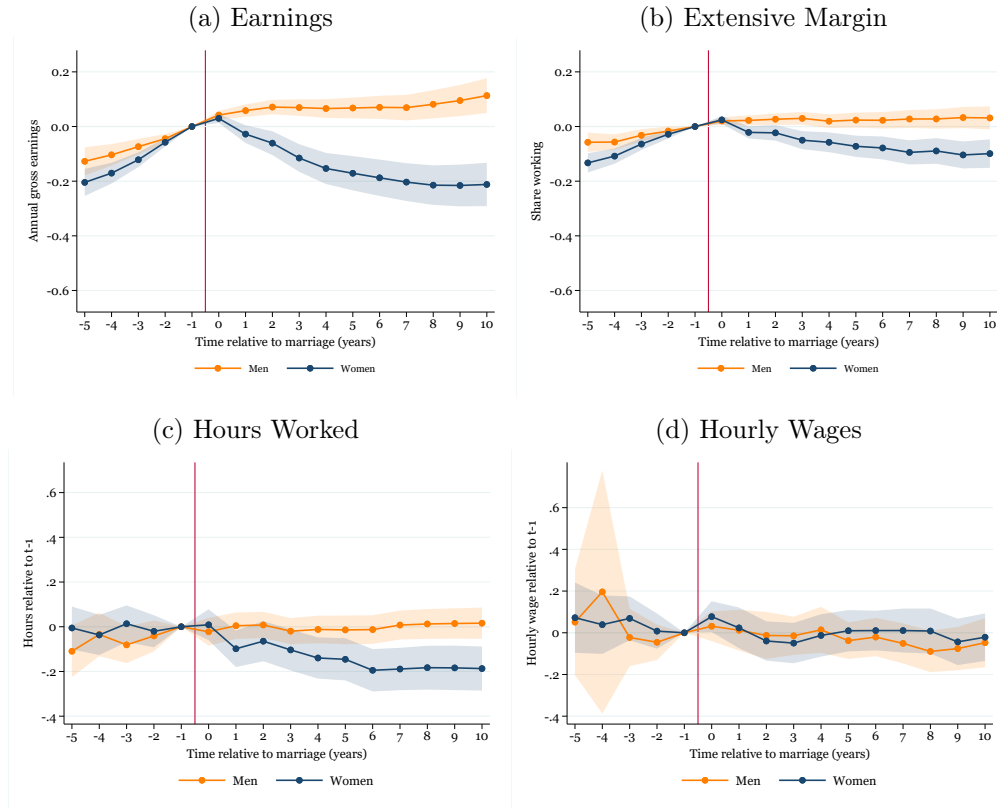 (a) Earnings
Annual gross earnings
0.2
0.0
-0.2
-0.4
-0.6
-5 -4 -3 -2 -1 0 1 2 3 4 5 6 7 8 9 10
Time relative to marriage (years)
Men Women
(b) Extensive Margin
Share working
0.2
0.0
-0.2
-0.4
-0.6
-5 -4 -3 -2 -1 0 1 2 3 4 5 6 7 8 9 10
Time relative to marriage (years)
Men Women
(c) Hours Worked
Hours relative to t-1
.6
.4
.2
0
-.2
-.4
-5 -4 -3 -2 -1 0 1 2 3 4 5 6 7 8 9 10
Time relative to marriage (years)
Men Women
(d) Hourly Wages
Hourly wage relative to t-1
.6
.4
.2
0
-.2
-.4
-5 -4 -3 -2 -1 0 1 2 3 4 5 6 7 8 9 10
Time relative to marriage (years)
Men Women